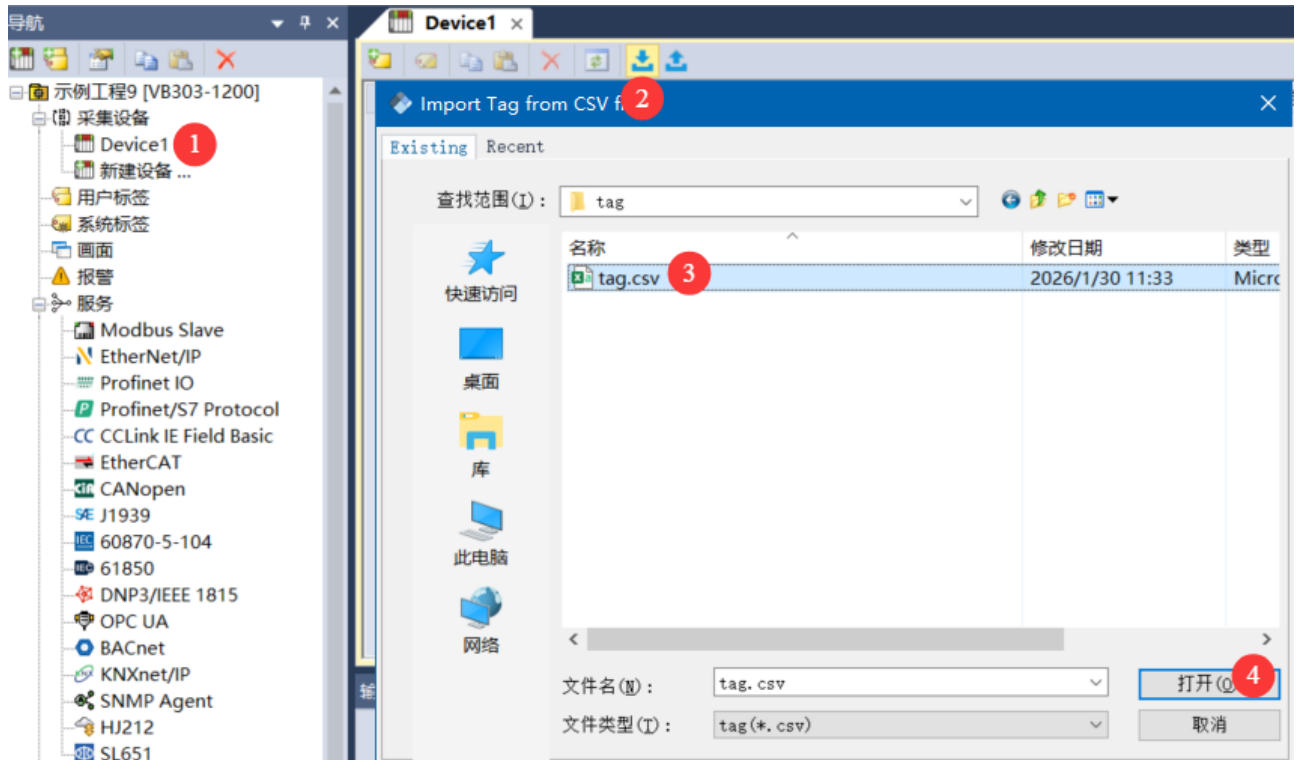 导航
示例工程9 [VB303-1200]
采集设备
Device1 1
新建设备 ...
用户标签
系统标签
画面
报警
服务
Modbus Slave
EtherNet/IP
Profinet IO
Profinet/S7 Protocol
CCLink IE Field Basic
EtherCAT
CANopen
J1939
60870-5-104
61850
DNP3/IEEE 1815
OPC UA
BACnet
KNXnet/IP
SNMP Agent
HJ212
SL651
Device1
2
Import Tag from CSV
Existing Recent
查找范围(I): tag
名称 修改日期 类型
tag.csv 3 2026/1/30 11:33 Micro
快速访问
桌面
库
此电脑
网络
文件名(N): tag.csv 打开(O 4
文件类型(T): tag(*.csv) 取消